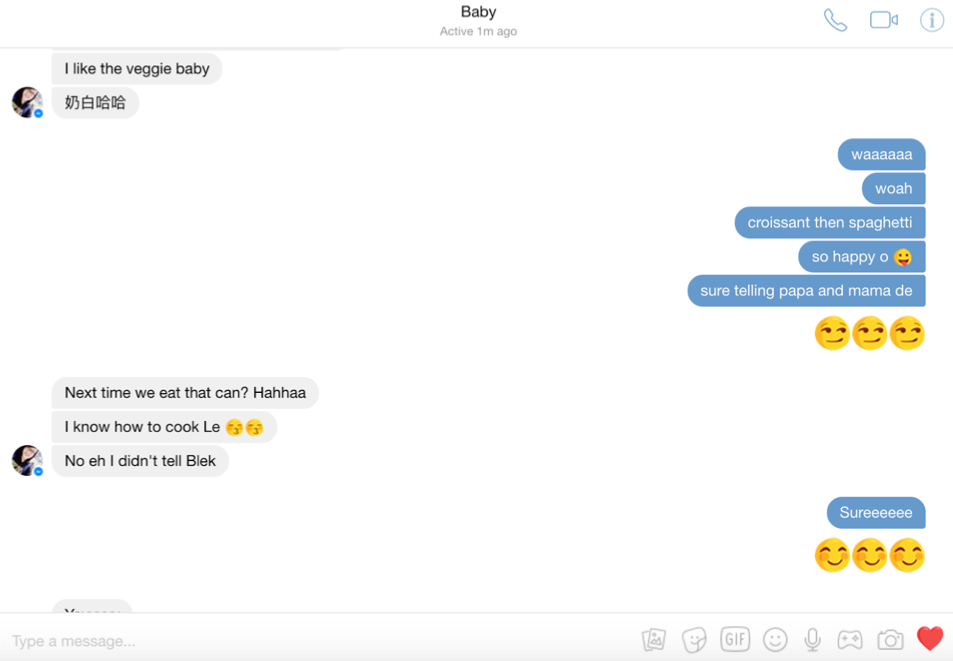 Baby
Active 1m ago
I like the veggie baby
奶白哈哈
waaaaaa
woah
croissant then spaghetti
so happy o 😜
sure telling papa and mama de
😏😏😏
Next time we eat that can? Hahhaa
I know how to cook Le 😚😚
No eh I didn't tell Blek
Sureeeeee
😊😊😊
Type a message...
GIF